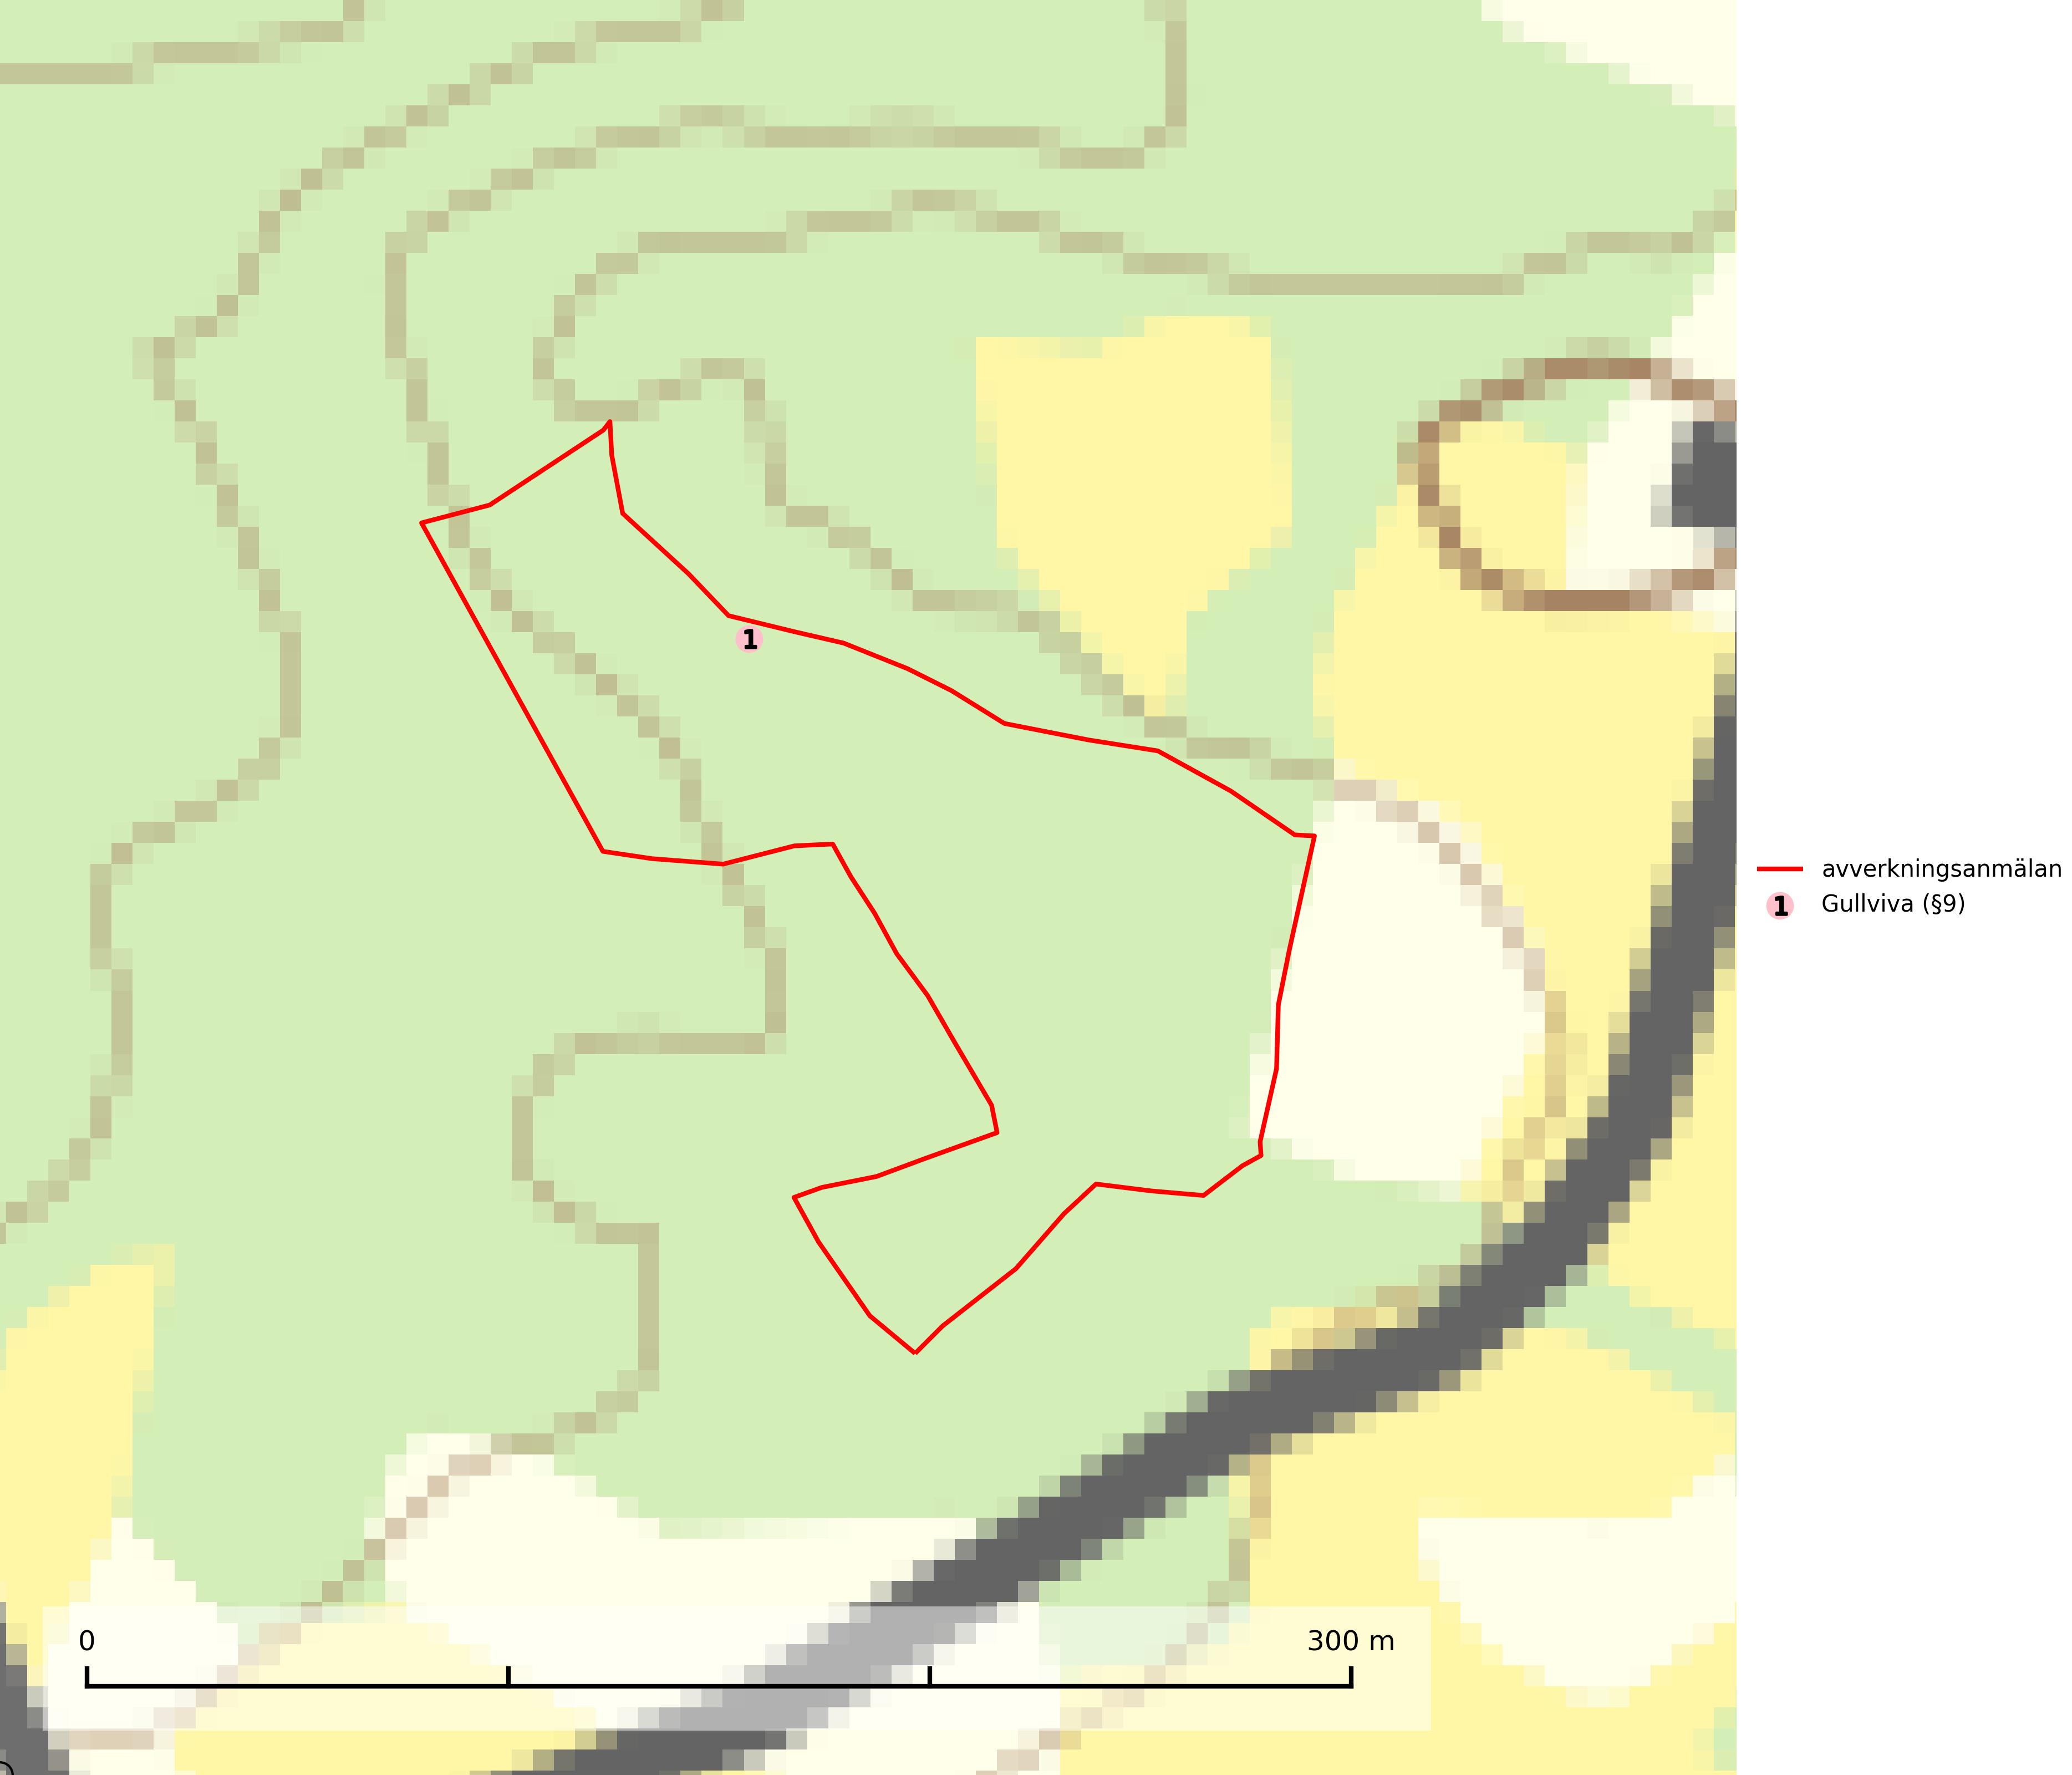 1
avverkningsanmälan
1 Gullviva (§9)
0 300 m